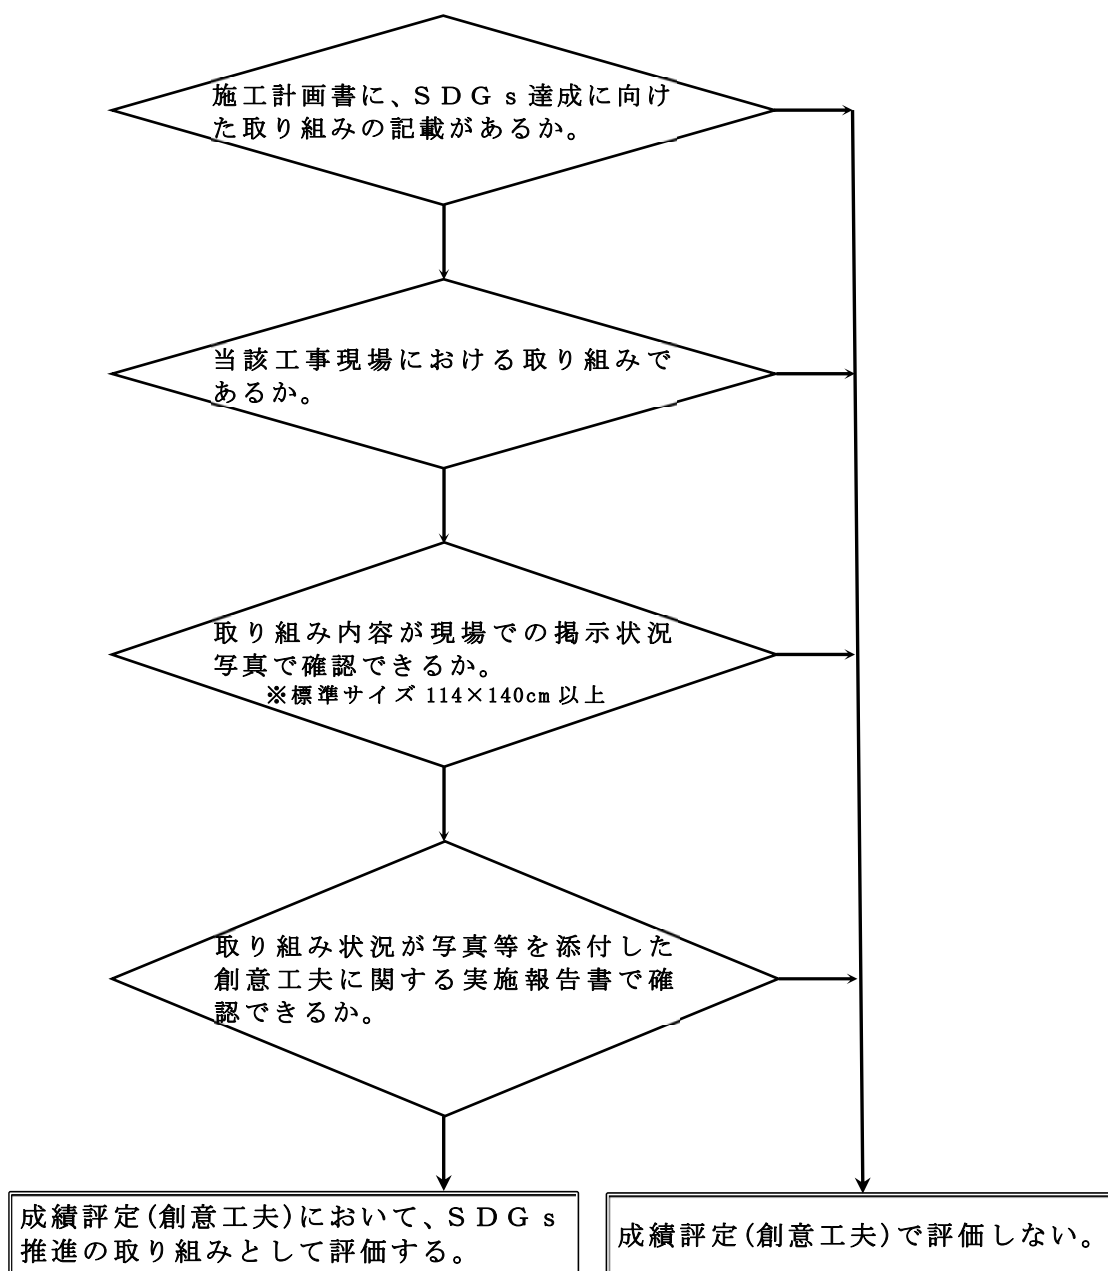 施工計画書に、ＳＤＧｓ達成に向け
た取り組みの記載があるか。
当該工事現場における取り組みで
あるか。
取り組み内容が現場での掲示状況
写真で確認できるか。
※標準サイズ 114×140cm 以上
取り組み状況が写真等を添付した
創意工夫に関する実施報告書で確
認できるか。
成績評定(創意工夫)において、ＳＤＧｓ
推進の取り組みとして評価する。
成績評定(創意工夫)で評価しない。